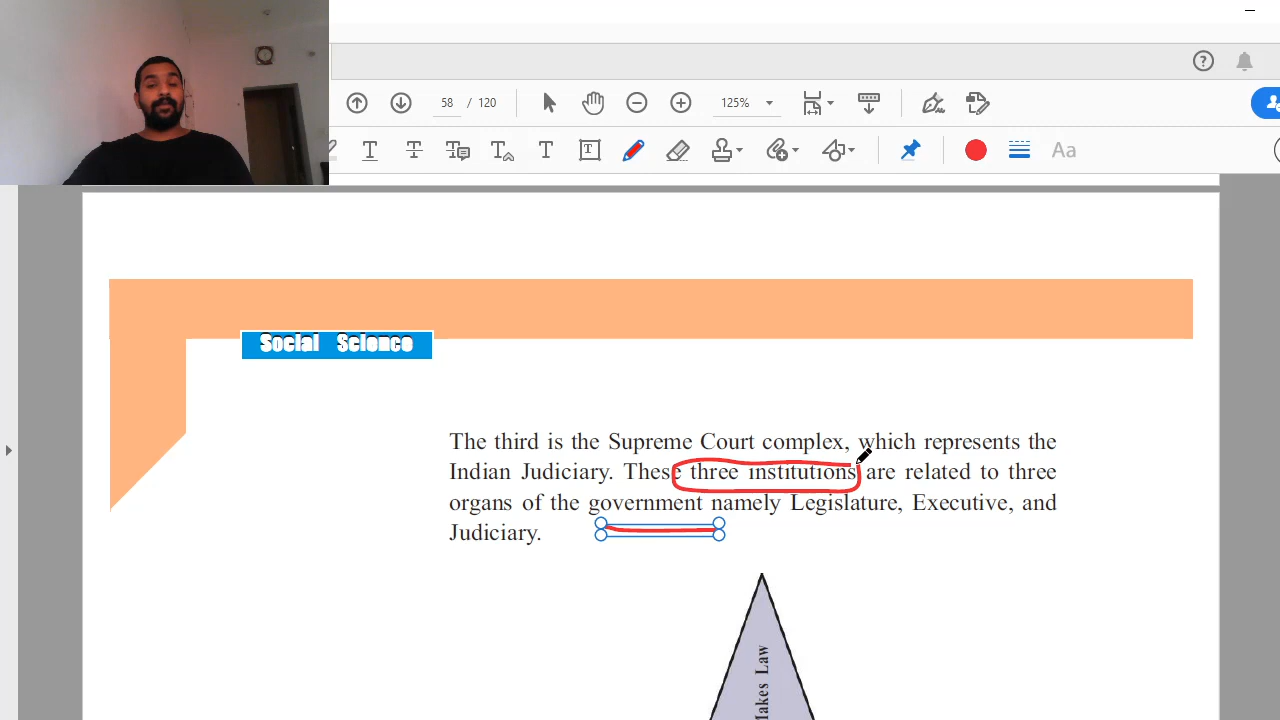 58 / 120
125%
Aa
Social Science
The third is the Supreme Court complex, which represents the
Indian Judiciary. These three institutions are related to three
organs of the government namely Legislature, Executive, and
Judiciary.
Makes Law